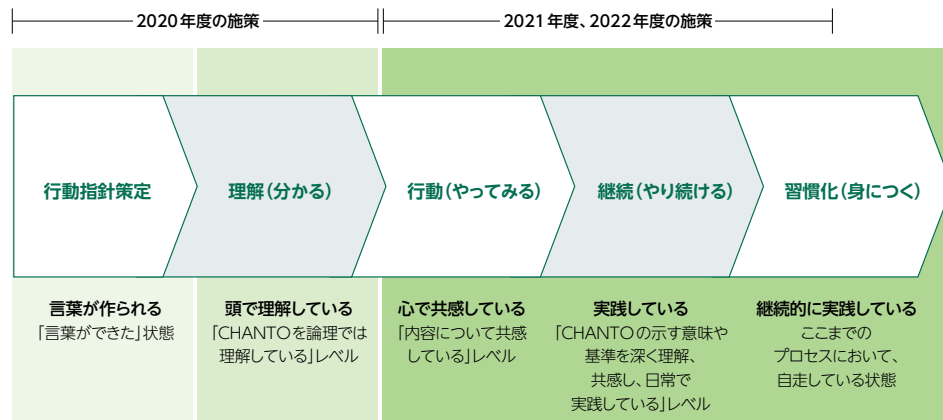 2020年度の施策
2021年度、2022年度の施策
行動指針策定
理解（分かる）
行動（やってみる）
継続（やり続ける）
習慣化（身につく）
言葉が作られる
「言葉ができた」状態
頭で理解している
「CHANTOを論理では
理解している」レベル
心で共感している
「内容について共感
している」レベル
実践している
「CHANTOの示す意味や
基準を深く理解、
共感し、日常で
実践している」レベル
継続的に実践している
ここまでの
プロセスにおいて、
自走している状態